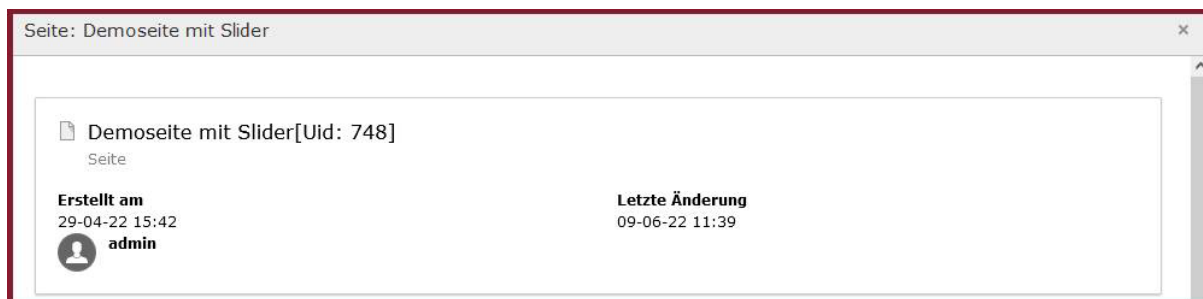 Seite: Demoseite mit Slider
Demoseite mit Slider[Uid: 748]
Seite
Erstellt am
29-04-22 15:42
admin
Letzte Änderung
09-06-22 11:39